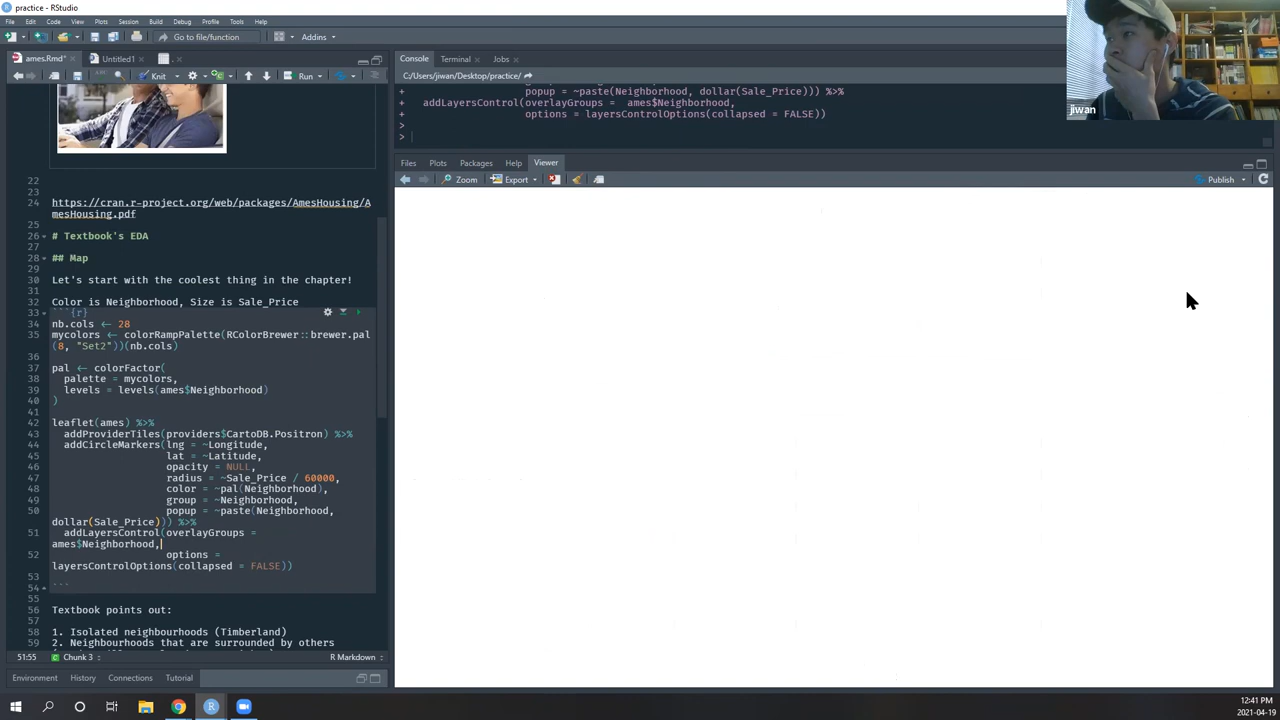 practice - RStudio
File Edit Code View Plots Session Build Debug Profile Tools Help
Go to file/function Addins
ames.Rmd* Untitled1
Knit Run
22
23
24 https://cran.r-project.org/web/packages/AmesHousing/A
mesHousing.pdf
25
26 # Textbook's EDA
27
28 ## Map
29
30 Let's start with the coolest thing in the chapter!
31
32 Color is Neighborhood, Size is Sale_Price
33 ```{r}
34 nb.cols <- 28
35 mycolors <- colorRampPalette(RColorBrewer::brewer.pal
(8, "Set2"))(nb.cols)
36
37 pal <- colorFactor(
38 palette = mycolors,
39 levels = levels(ames$Neighborhood)
40 )
41
42 leaflet(ames) %>%
43 addProviderTiles(providers$CartoDB.Positron) %>%
44 addCircleMarkers(lng = ~Longitude,
45 lat = ~Latitude,
46 opacity = NULL,
47 radius = ~Sale_Price / 60000,
48 color = ~pal(Neighborhood),
49 group = ~Neighborhood,
50 popup = ~paste(Neighborhood,
dollar(Sale_Price))) %>%
51 addLayersControl(overlayGroups =
ames$Neighborhood,
52 options =
layersControlOptions(collapsed = FALSE))
53
54 ```
55
56 Textbook points out:
57
58 1. Isolated neighbourhoods (Timberland)
59 2. Neighbourhoods that are surrounded by others
51:55 Chunk 3 R Markdown
Environment History Connections Tutorial
Console Terminal Jobs
C:/Users/jiwan/Desktop/practice/
+ popup = ~paste(Neighborhood, dollar(Sale_Price))) %>%
+ addLayersControl(overlayGroups = ames$Neighborhood,
+ options = layersControlOptions(collapsed = FALSE))
>
>
Files Plots Packages Help Viewer
Zoom Export Publish
jiwan
12:41 PM
2021-04-19